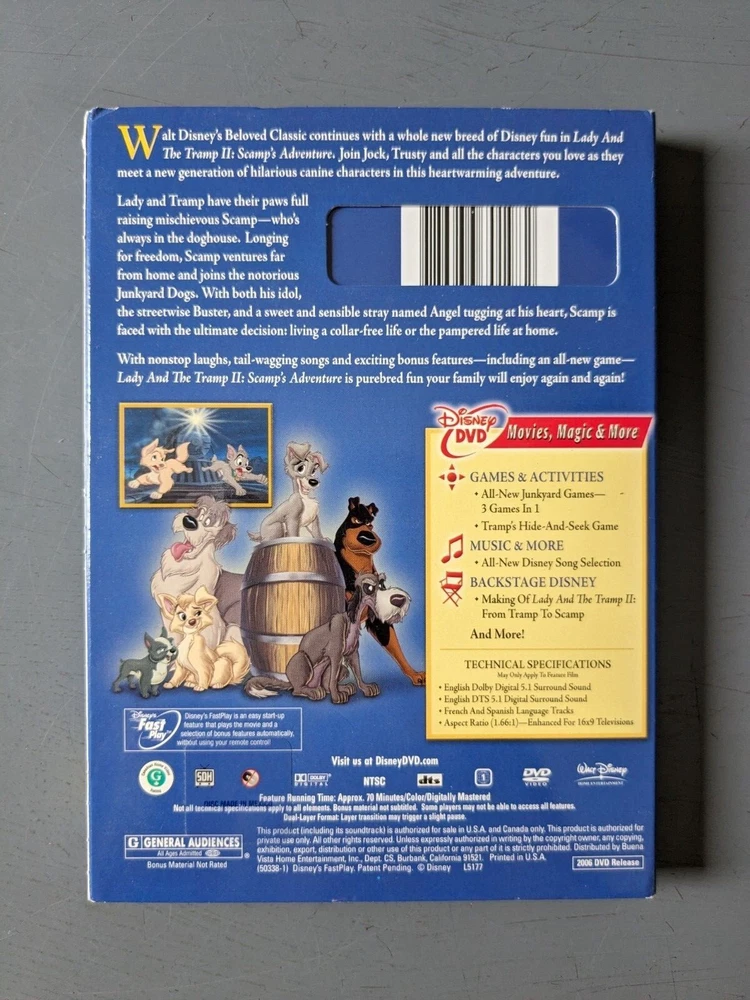 Walt Disney's Beloved Classic continues with a whole new breed of Disney fun in Lady And
The Tramp II: Scamp's Adventure. Join Jock, Trusty and all the characters you love as they
meet a new generation of hilarious canine characters in this heartwarming adventure.
Lady and Tramp have their paws full
raising mischievous Scamp—who's
always in the doghouse. Longing
for freedom, Scamp ventures far
from home and joins the notorious
Junkyard Dogs. With both his idol,
the streetwise Buster, and a sweet and sensible stray named Angel tugging at his heart, Scamp is
faced with the ultimate decision: living a collar-free life or the pampered life at home.
With nonstop laughs, tail-wagging songs and exciting bonus features—including an all-new game—
Lady And The Tramp II: Scamp's Adventure is purebred fun your family will enjoy again and again!
Disney
DVD
Movies, Magic & More
GAMES & ACTIVITIES
• All-New Junkyard Games—
3 Games In 1
• Tramp's Hide-And-Seek Game
MUSIC & MORE
• All-New Disney Song Selection
BACKSTAGE DISNEY
• Making Of Lady And The Tramp II:
From Tramp To Scamp
And More!
TECHNICAL SPECIFICATIONS
May Only Apply To Feature Film
• English Dolby Digital 5.1 Surround Sound
• English DTS 5.1 Digital Surround Sound
• French And Spanish Language Tracks
• Aspect Ratio (1.66:1)—Enhanced For 16x9 Televisions
Disney's
Fast
Play
Disney's FastPlay is an easy start-up
feature that plays the movie and a
selection of bonus features automatically,
without using your remote control!
Visit us at DisneyDVD.com
G
SDH
DOLBY
DIGITAL
NTSC
dts
1
DVD
VIDEO
Walt Disney
HOME ENTERTAINMENT
Feature Running Time: Approx. 70 Minutes/Color/Digitally Mastered
Not all technical specifications apply to all elements. Bonus material not subtitled. Some players may not be able to access all features.
Dual-Layer Format: Layer transition may trigger a slight pause.
G GENERAL AUDIENCES
All Ages Admitted
®
Bonus Material Not Rated
This product (including its soundtrack) is authorized for sale in U.S.A. and Canada only. This product is authorized for
private use only. All other rights reserved. Unless expressly authorized in writing by the copyright owner, any copying,
exhibition, export, distribution or other use of this product or any part of it is strictly prohibited. Distributed by Buena
Vista Home Entertainment, Inc., Dept. CS, Burbank, California 91521. Printed in U.S.A.
(50338-1) Disney's FastPlay. Patent Pending. © Disney L5177
2006 DVD Release